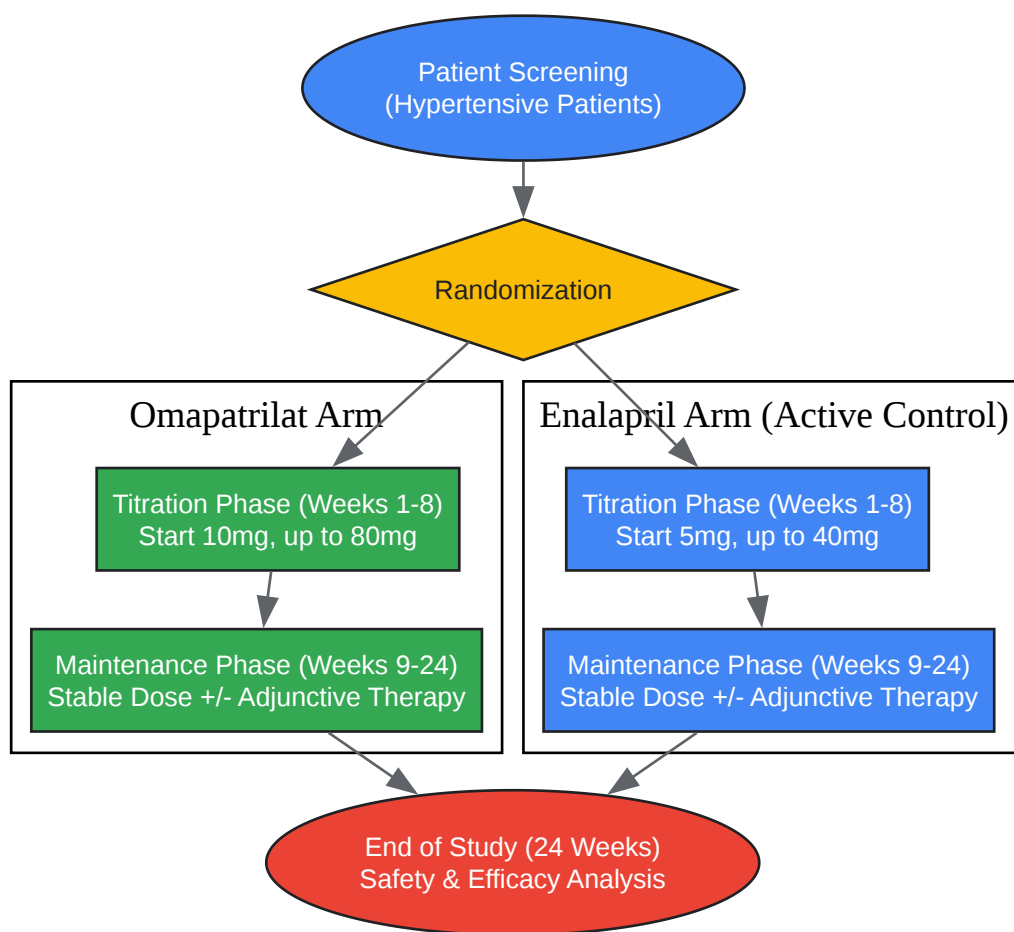 Patient Screening
(Hypertensive Patients)
Randomization
Omapatrilat Arm
Titration Phase (Weeks 1-8)
Start 10mg, up to 80mg
Maintenance Phase (Weeks 9-24)
Stable Dose +/- Adjunctive Therapy
Enalapril Arm (Active Control)
Titration Phase (Weeks 1-8)
Start 5mg, up to 40mg
Maintenance Phase (Weeks 9-24)
Stable Dose +/- Adjunctive Therapy
End of Study (24 Weeks)
Safety & Efficacy Analysis